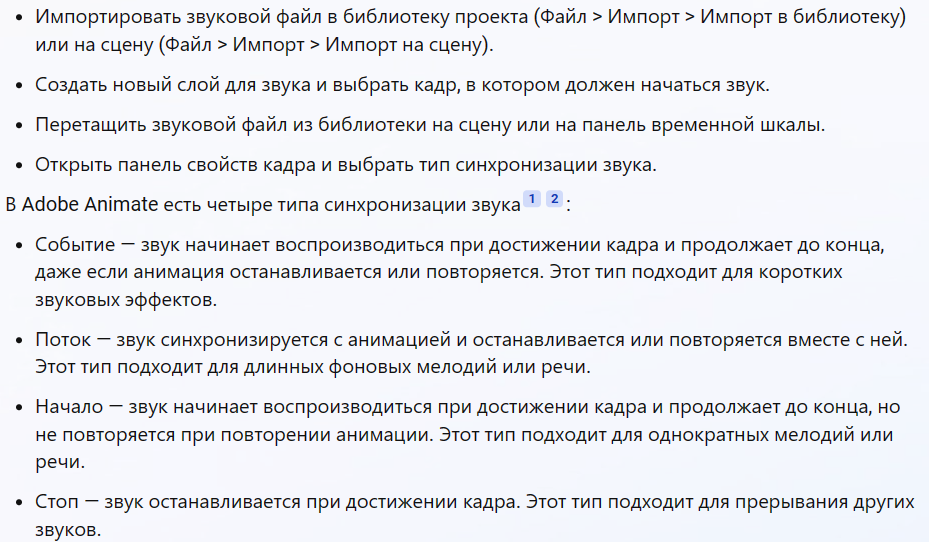 • Импортировать звуковой файл в библиотеку проекта (Файл > Импорт > Импорт в библиотеку)
или на сцену (Файл > Импорт > Импорт на сцену).
• Создать новый слой для звука и выбрать кадр, в котором должен начаться звук.
• Перетащить звуковой файл из библиотеки на сцену или на панель временной шкалы.
• Открыть панель свойств кадра и выбрать тип синхронизации звука.
В Adobe Animate есть четыре типа синхронизации звука 1 2 :
• Событие — звук начинает воспроизводиться при достижении кадра и продолжает до конца,
даже если анимация останавливается или повторяется. Этот тип подходит для коротких
звуковых эффектов.
• Поток — звук синхронизируется с анимацией и останавливается или повторяется вместе с ней.
Этот тип подходит для длинных фоновых мелодий или речи.
• Начало — звук начинает воспроизводиться при достижении кадра и продолжает до конца, но
не повторяется при повторении анимации. Этот тип подходит для однократных мелодий или
речи.
• Стоп — звук останавливается при достижении кадра. Этот тип подходит для прерывания других
звуков.